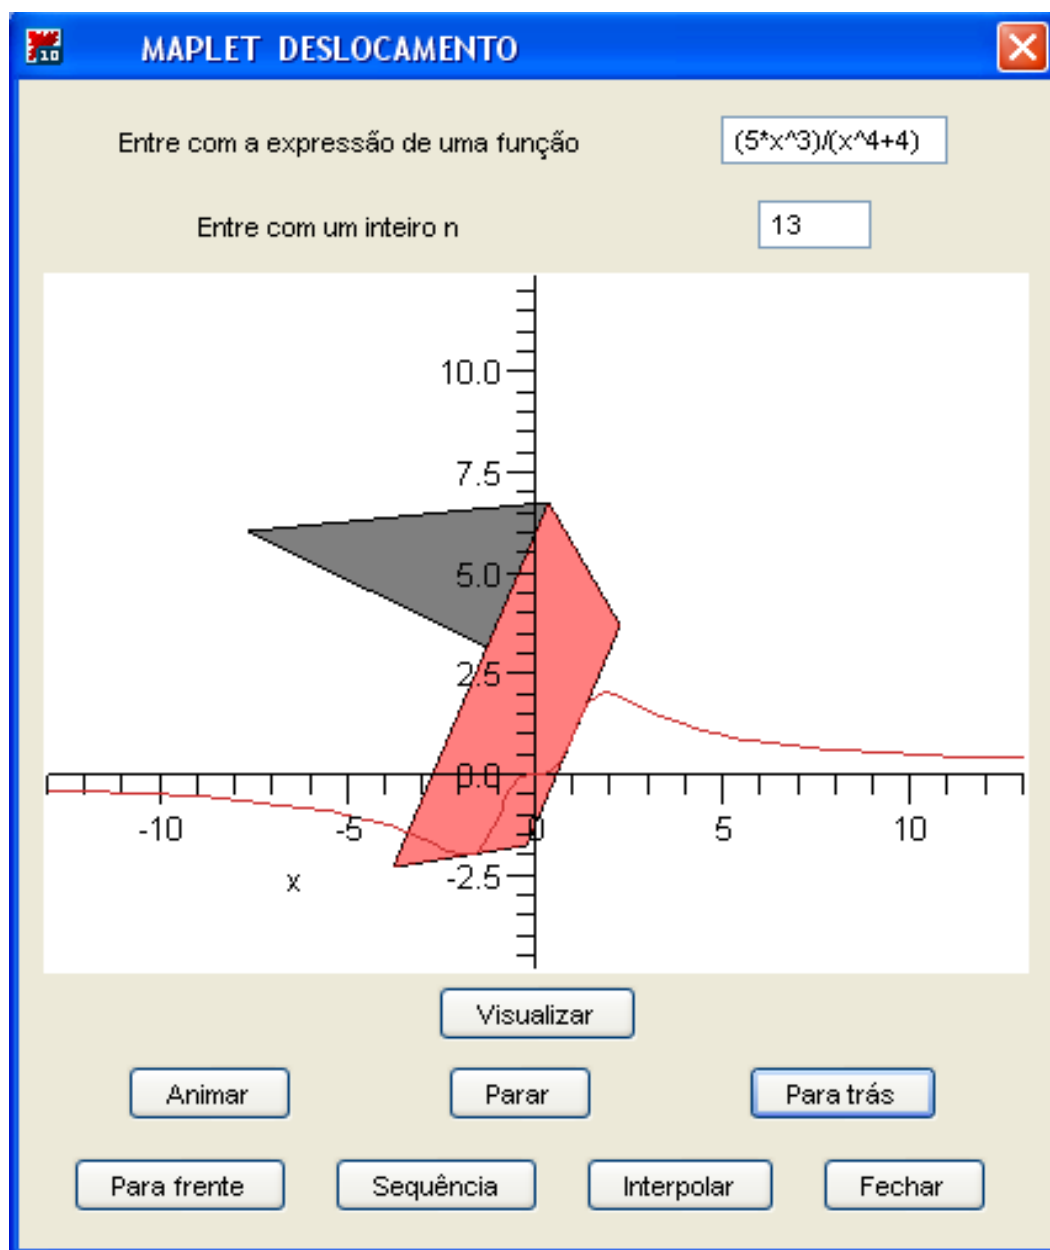 MAPLET DESLOCAMENTO
Entre com a expressão de uma função (5*x^3)/(x^4+4)
Entre com um inteiro n 13
10.0
7.5
5.0
2.5
0.0
-10 -5 0 5 10
x
-2.5
Visualizar
Animar Parar Para trás
Para frente Sequência Interpolar Fechar